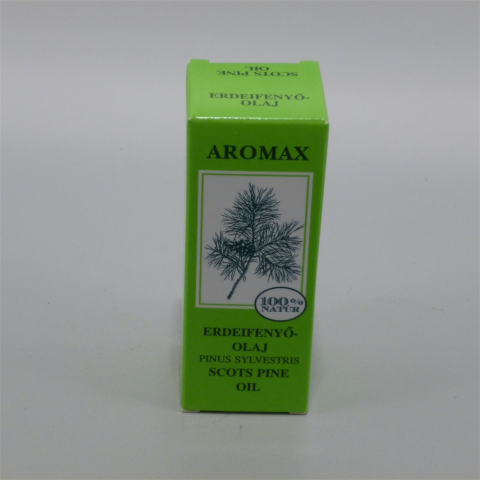 SCOTS PINE
OIL
ERDEIFENYŐ-
OLAJ
AROMAX
100%
NATUR
ERDEIFENYŐ-
OLAJ
PINUS SYLVESTRIS
SCOTS PINE
OIL